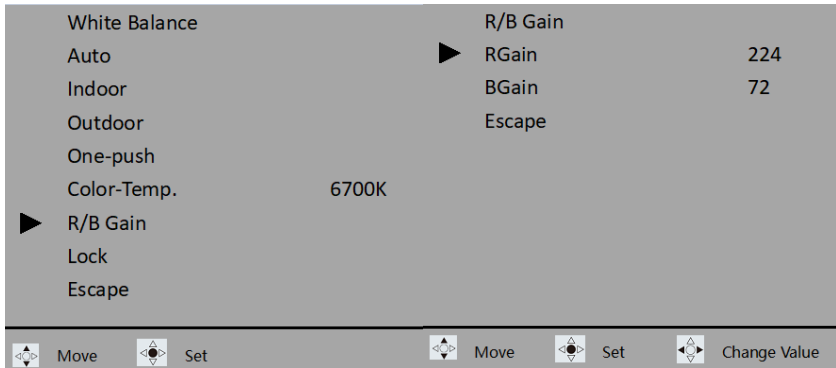 White Balance
Auto
Indoor
Outdoor
One-push
Color-Temp. 6700K
R/B Gain
Lock
Escape
Move Set
R/B Gain
RGain 224
BGain 72
Escape
Move Set Change Value